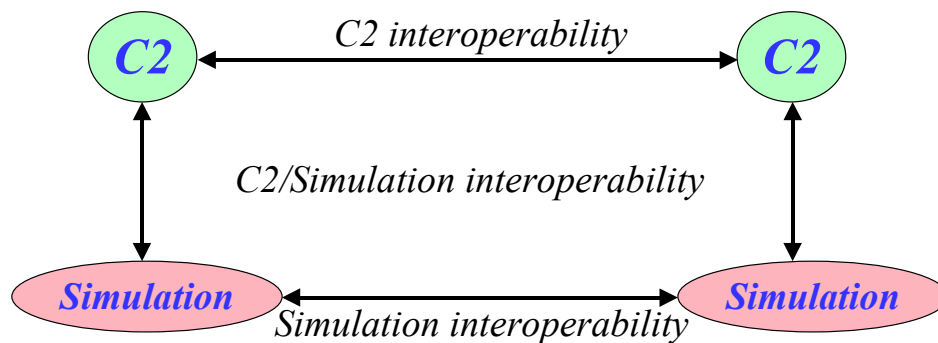 C2
C2 interoperability
C2
C2/Simulation interoperability
Simulation
Simulation
Simulation interoperability